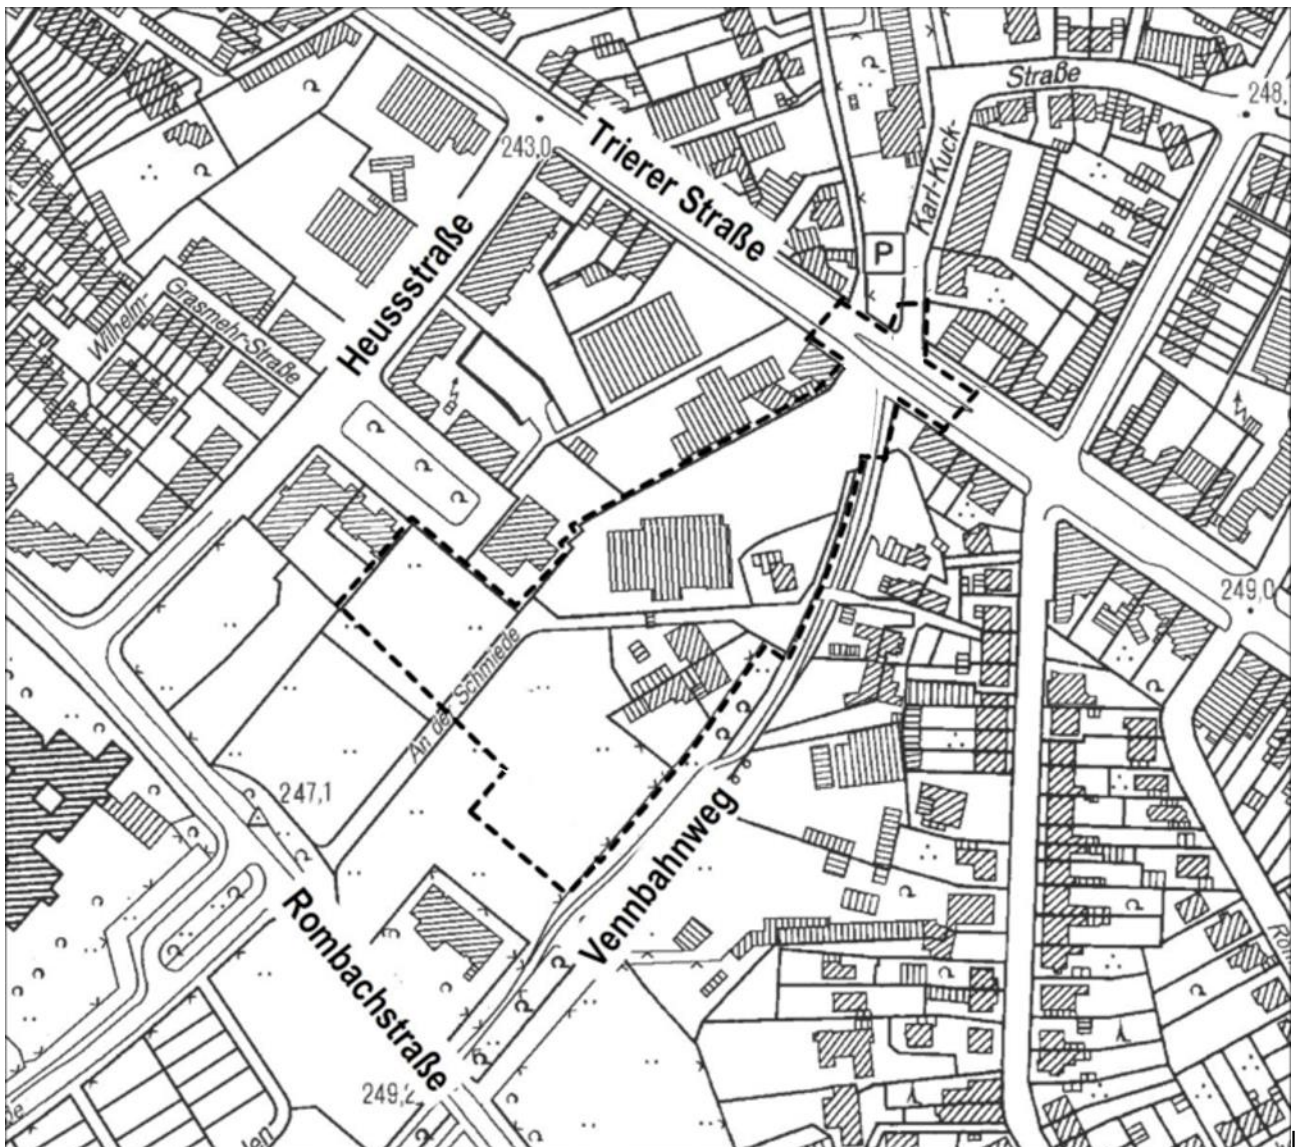 Straße
248,
243,0
Trierer Straße
Karl-Kuck-
P
Heussstraße
Wilhelm-
Grasmehr-Straße
249,0
An der Schmiede
247,1
Vennbahnweg
Rombachstraße
249,2